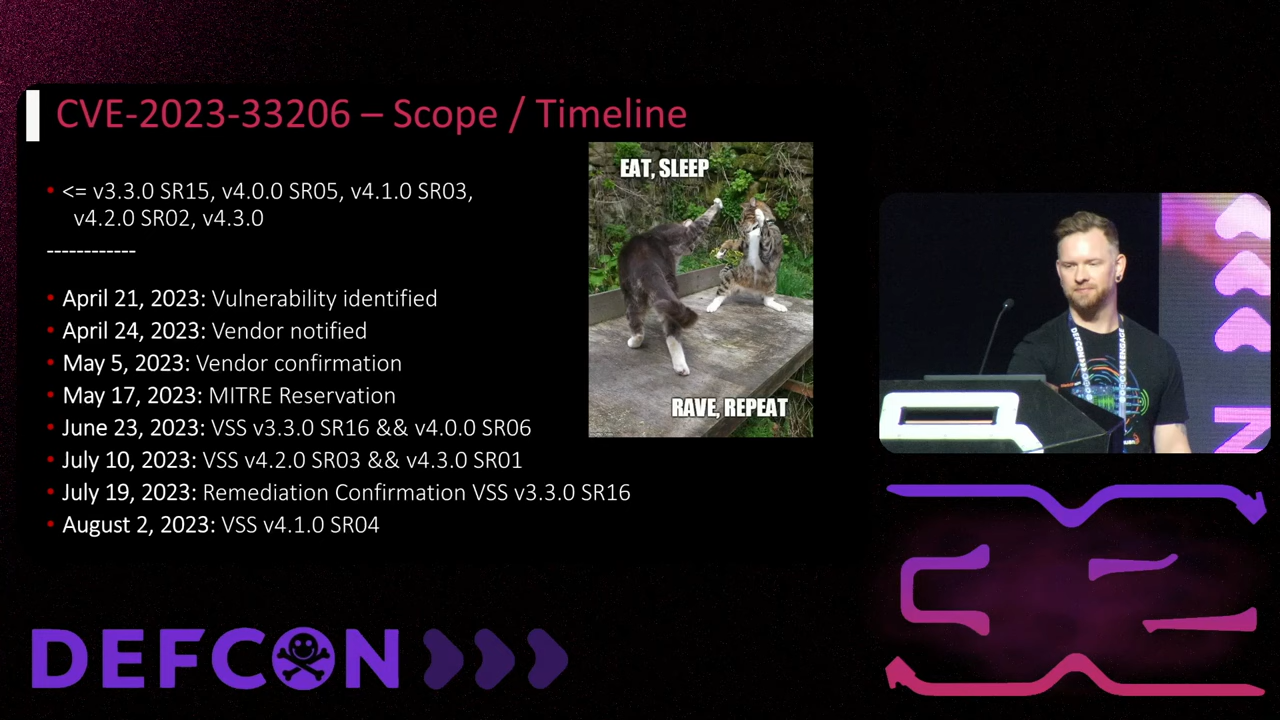 CVE-2023-33206 – Scope / Timeline
• <= v3.3.0 SR15, v4.0.0 SR05, v4.1.0 SR03,
v4.2.0 SR02, v4.3.0
------------
• April 21, 2023: Vulnerability identified
• April 24, 2023: Vendor notified
• May 5, 2023: Vendor confirmation
• May 17, 2023: MITRE Reservation
• June 23, 2023: VSS v3.3.0 SR16 && v4.0.0 SR06
• July 10, 2023: VSS v4.2.0 SR03 && v4.3.0 SR01
• July 19, 2023: Remediation Confirmation VSS v3.3.0 SR16
• August 2, 2023: VSS v4.1.0 SR04
EAT, SLEEP
RAVE, REPEAT
DEFCON
ENGAGE
DEFCON